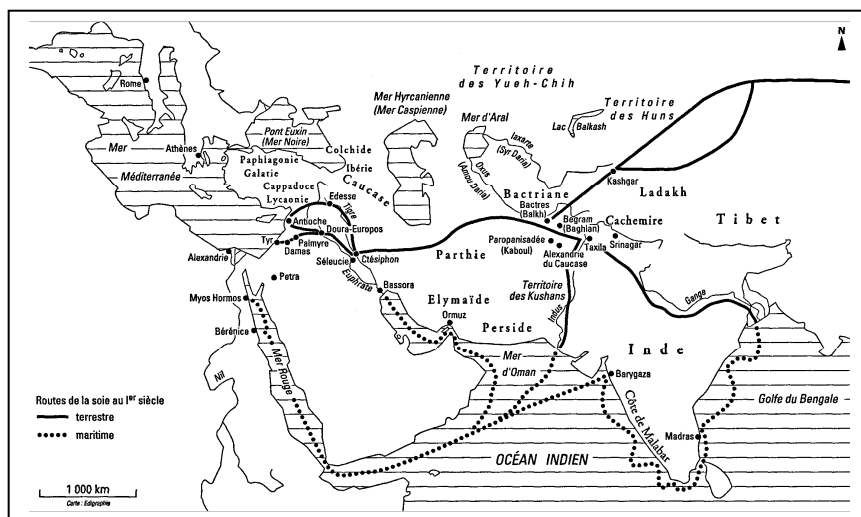 N
Rome
Territoire
des Yueh-Chih
Mer Hyrcanienne
(Mer Caspienne)
Mer d'Aral
Lac Balkash
Territoire
des Huns
Pont Euxin
(Mer Noire)
Colchide
Ibérie
Caucase
Iaxarte
(Syr Daria)
Oxus
(Amou Daria)
Mer
Méditerranée
Athènes
Paphlagonie
Galatie
Cappadoce
Lycaonie
Edesse
Tigre
Bactriane
Bactres
(Balkh)
Kashgar
Ladakh
Begram
(Baghlan)
Cachemire
Tibet
Antioche
Doura-Europos
Tyr
Palmyre
Damas
Alexandrie
Séleucie
Ctésiphon
Parthie
Paropanisadée
(Kaboul)
Alexandrie
du Caucase
Taxila
Srinagar
Petra
Euphrate
Bassora
Territoire
des Kushans
Indus
Gange
Myos Hormos
Elymaïde
Ormuz
Perside
Bérénice
Mer Rouge
Nil
Mer
d'Oman
Inde
Barygaza
Côte de Malabar
Golfe du Bengale
Madras
OCÉAN INDIEN
Routes de la soie au Ier siècle
terrestre
maritime
1 000 km
Carte : Edigraphie